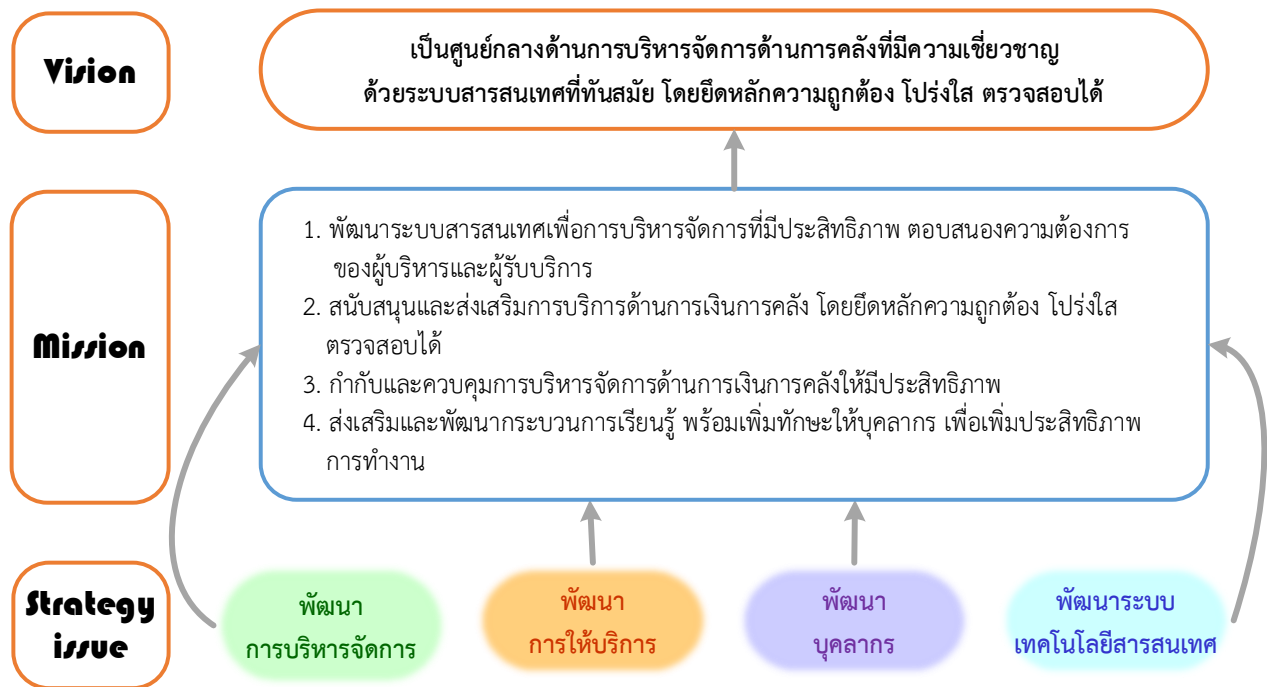 Vision
เป็นศูนย์กลางด้านการบริหารจัดการด้านการคลังที่มีความเชี่ยวชาญ
ด้วยระบบสารสนเทศที่ทันสมัย โดยยึดหลักความถูกต้อง โปร่งใส ตรวจสอบได้
Mission
1. พัฒนาระบบสารสนเทศเพื่อการบริหารจัดการที่มีประสิทธิภาพ ตอบสนองความต้องการ
ของผู้บริหารและผู้รับบริการ
2. สนับสนุนและส่งเสริมการบริการด้านการเงินการคลัง โดยยึดหลักความถูกต้อง โปร่งใส
ตรวจสอบได้
3. กำกับและควบคุมการบริหารจัดการด้านการเงินการคลังให้มีประสิทธิภาพ
4. ส่งเสริมและพัฒนากระบวนการเรียนรู้ พร้อมเพิ่มทักษะให้บุคลากร เพื่อเพิ่มประสิทธิภาพ
การทำงาน
Strategy
issue
พัฒนา
การบริหารจัดการ
พัฒนา
การให้บริการ
พัฒนา
บุคลากร
พัฒนาระบบ
เทคโนโลยีสารสนเทศ